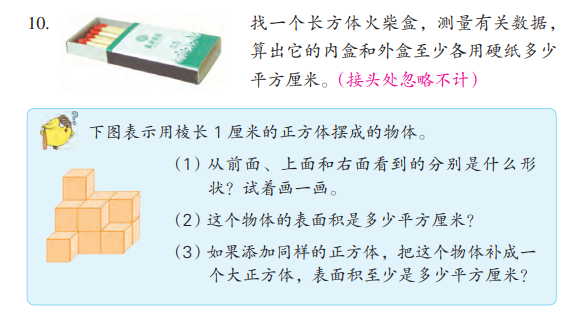 10.
找一个长方体火柴盒，测量有关数据，
算出它的内盒和外盒至少各用硬纸多少
平方厘米。（接头处忽略不计）
下图表示用棱长1厘米的正方体摆成的物体。
（1）从前面、上面和右面看到的分别是什么形
状？试着画一画。
（2）这个物体的表面积是多少平方厘米？
（3）如果添加同样的正方体，把这个物体补成一
个大正方体，表面积至少是多少平方厘米？